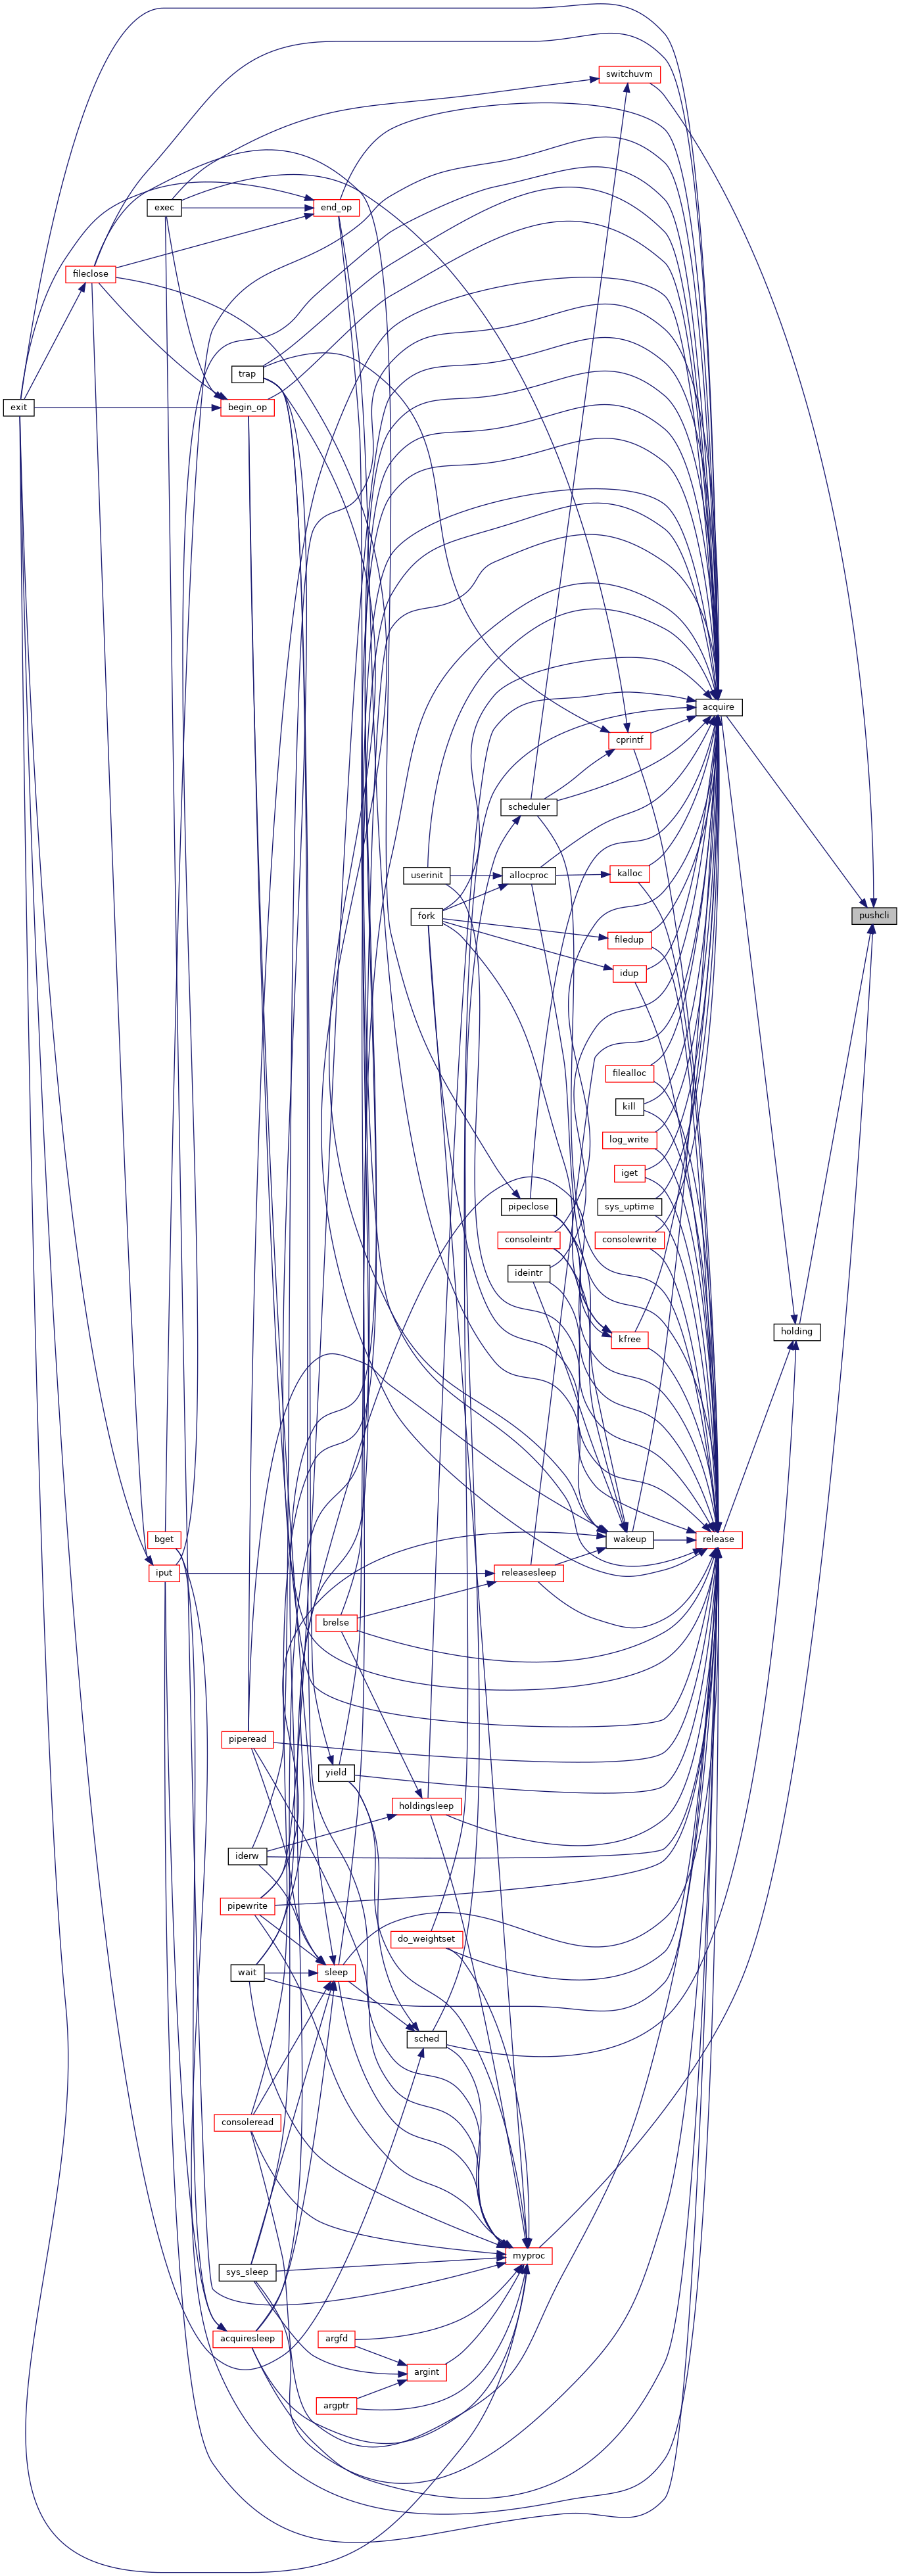 switchuvm
exec
end_op
fileclose
trap
exit
begin_op
acquire
cprintf
scheduler
userinit
allocproc
kalloc
fork
pushcli
filedup
idup
filealloc
kill
log_write
iget
pipeclose
sys_uptime
consoleintr
consolewrite
ideintr
kfree
holding
bget
wakeup
release
iput
releasesleep
brelse
piperead
yield
holdingsleep
iderw
pipewrite
do_weightset
wait
sleep
sched
consoleread
myproc
sys_sleep
acquiresleep
argfd
argint
argptr